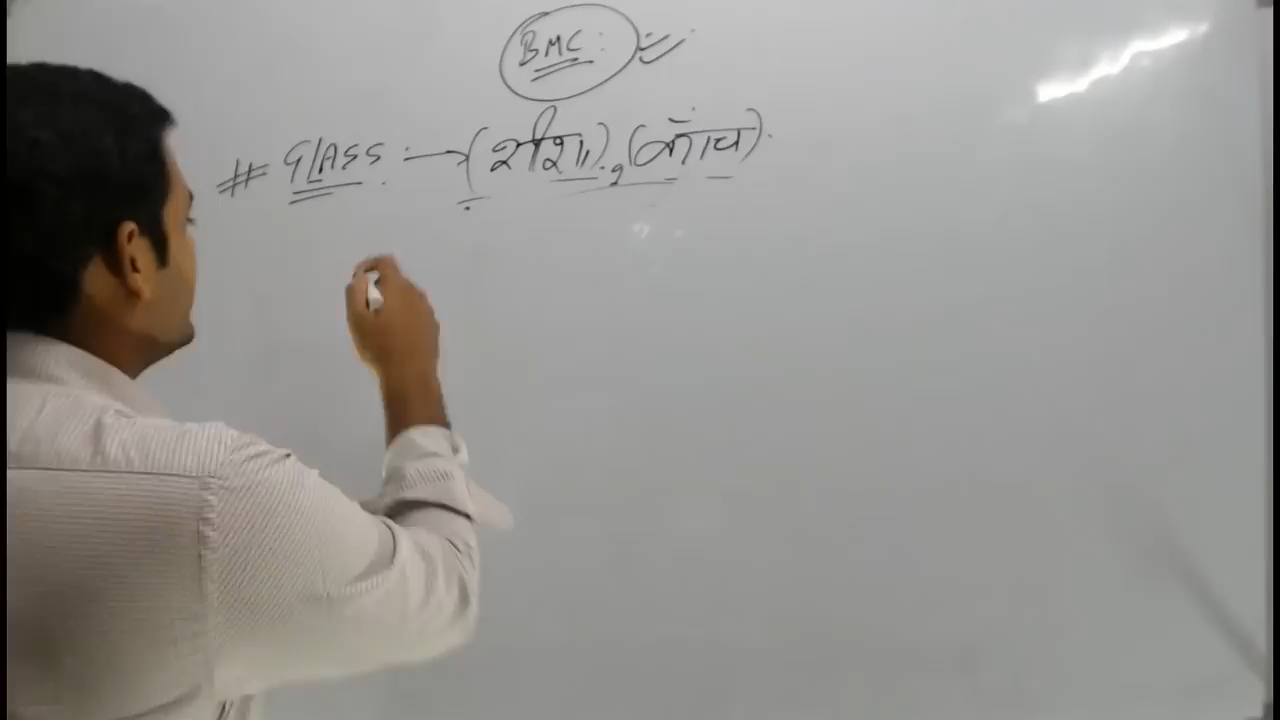 BMC:
# GLASS :→ (शीशा), (काँच).